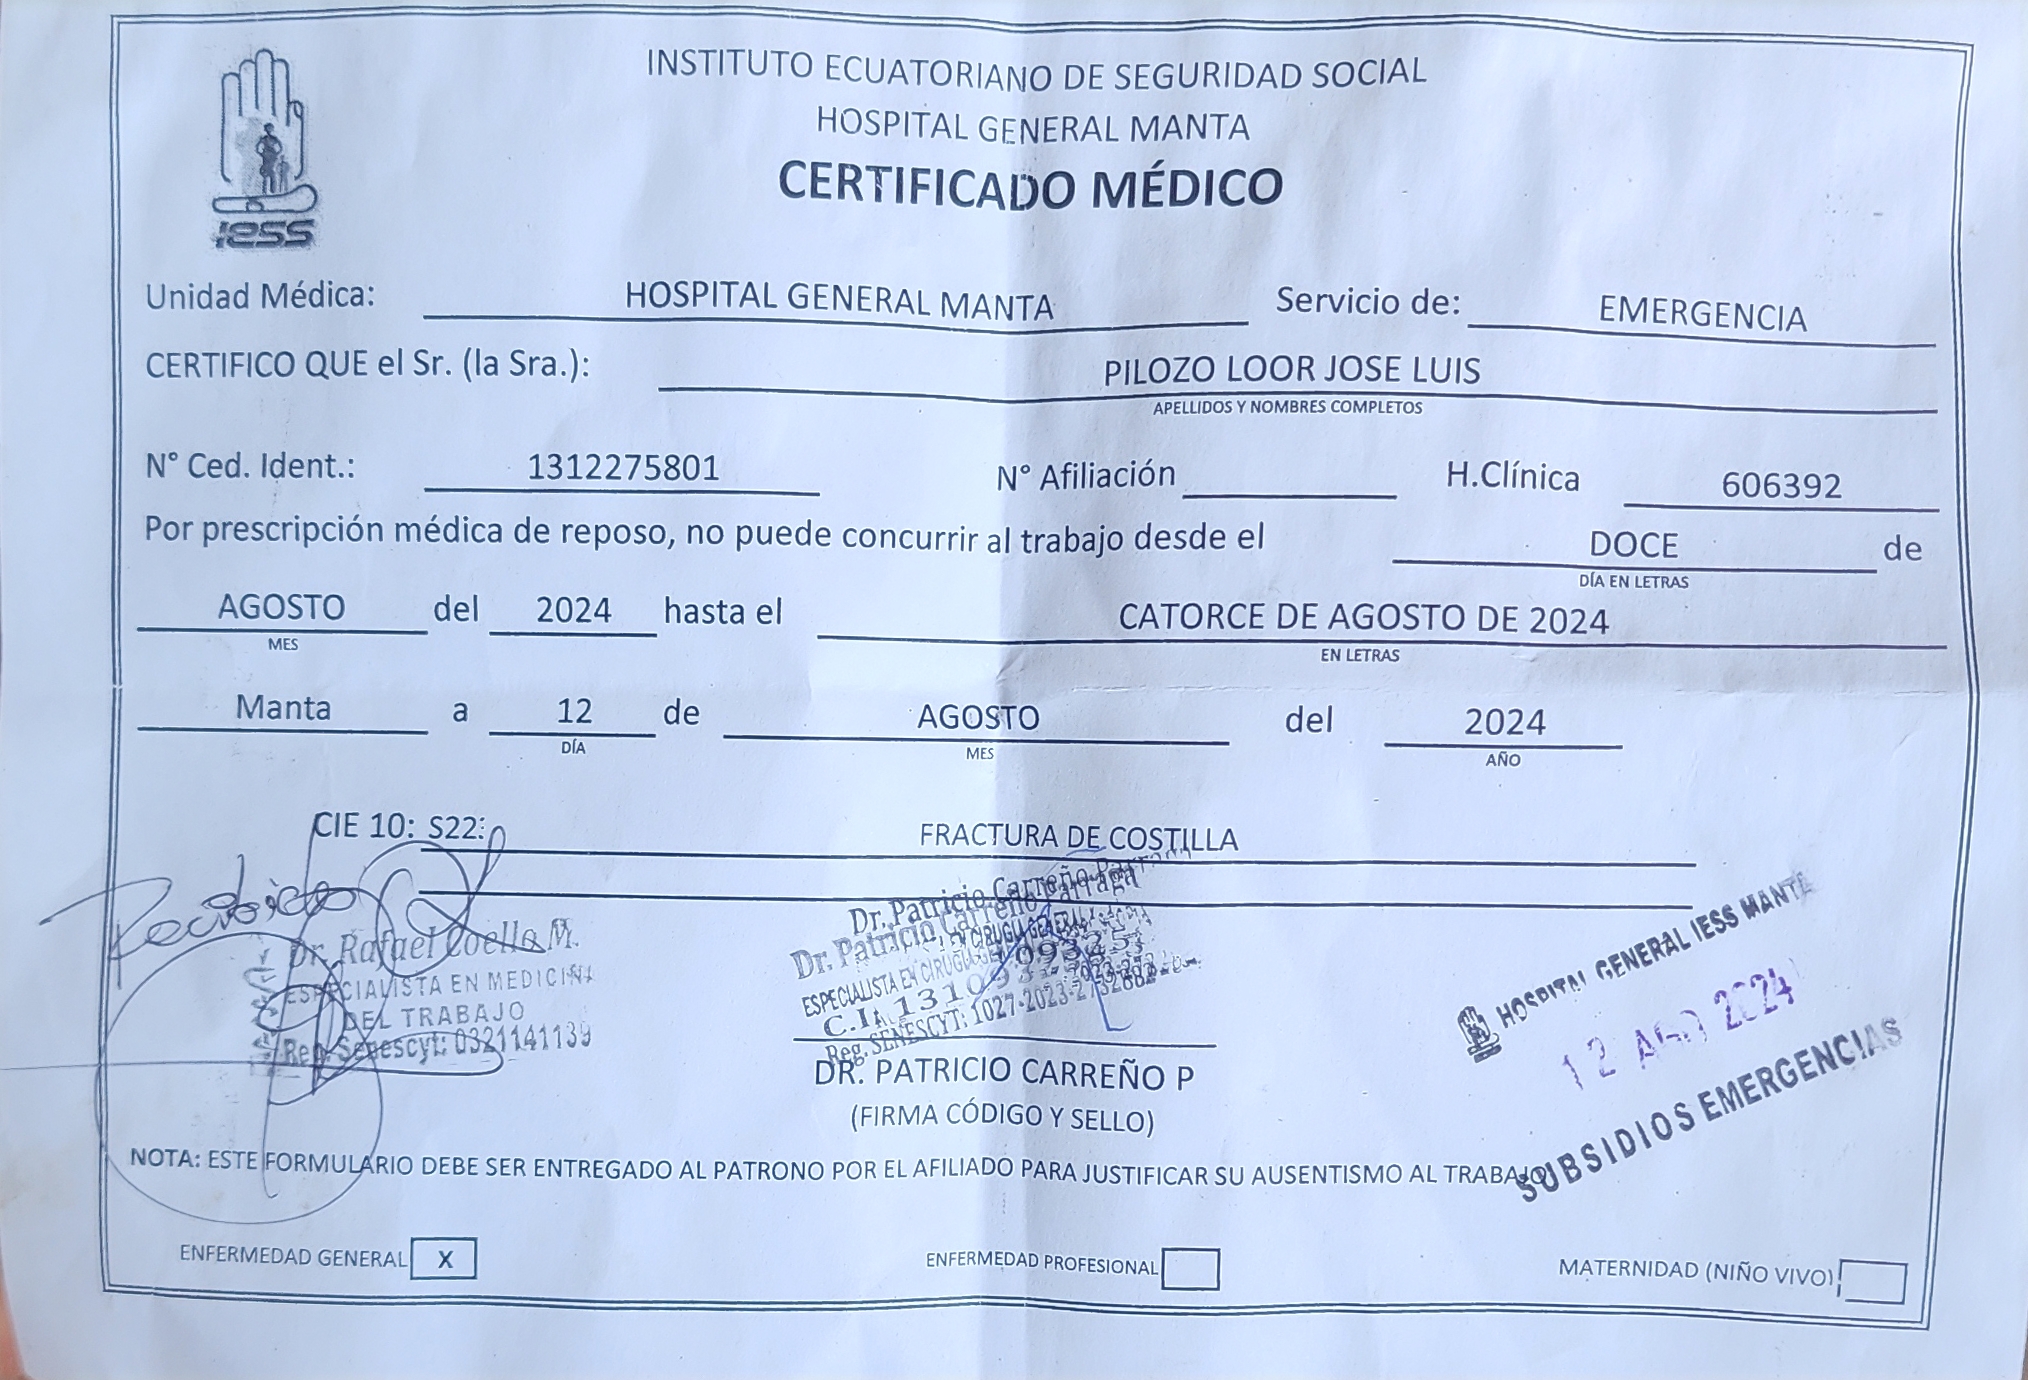 INSTITUTO ECUATORIANO DE SEGURIDAD SOCIAL
HOSPITAL GENERAL MANTA
CERTIFICADO MÉDICO
IESS
Unidad Médica: HOSPITAL GENERAL MANTA Servicio de: EMERGENCIA
CERTIFICO QUE el Sr. (la Sra.): PILOZO LOOR JOSE LUIS
APELLIDOS Y NOMBRES COMPLETOS
N° Ced. Ident.: 1312275801 N° Afiliación H.Clínica 606392
Por prescripción médica de reposo, no puede concurrir al trabajo desde el DOCE de
DÍA EN LETRAS
AGOSTO del 2024 hasta el CATORCE DE AGOSTO DE 2024
MES EN LETRAS
Manta a 12 de AGOSTO del 2024
DÍA MES AÑO
CIE 10: S22: FRACTURA DE COSTILLA
Recibido
Dr. Rafael Coello M.
ESPECIALISTA EN MEDICINA
DEL TRABAJO
Reg. Senescyt: 0321141139
Dr. Patricio Carreño Parraga
ESPECIALISTA EN CIRUGIA GENERAL
Reg. SENESCYT: 1027-2023-
DR. PATRICIO CARREÑO P
(FIRMA CÓDIGO Y SELLO)
HOSPITAL GENERAL IESS MANTA
12 AGO 2024
SUBSIDIOS EMERGENCIAS
NOTA: ESTE FORMULARIO DEBE SER ENTREGADO AL PATRONO POR EL AFILIADO PARA JUSTIFICAR SU AUSENTISMO AL TRABAJO
ENFERMEDAD GENERAL X ENFERMEDAD PROFESIONAL MATERNIDAD (NIÑO VIVO)